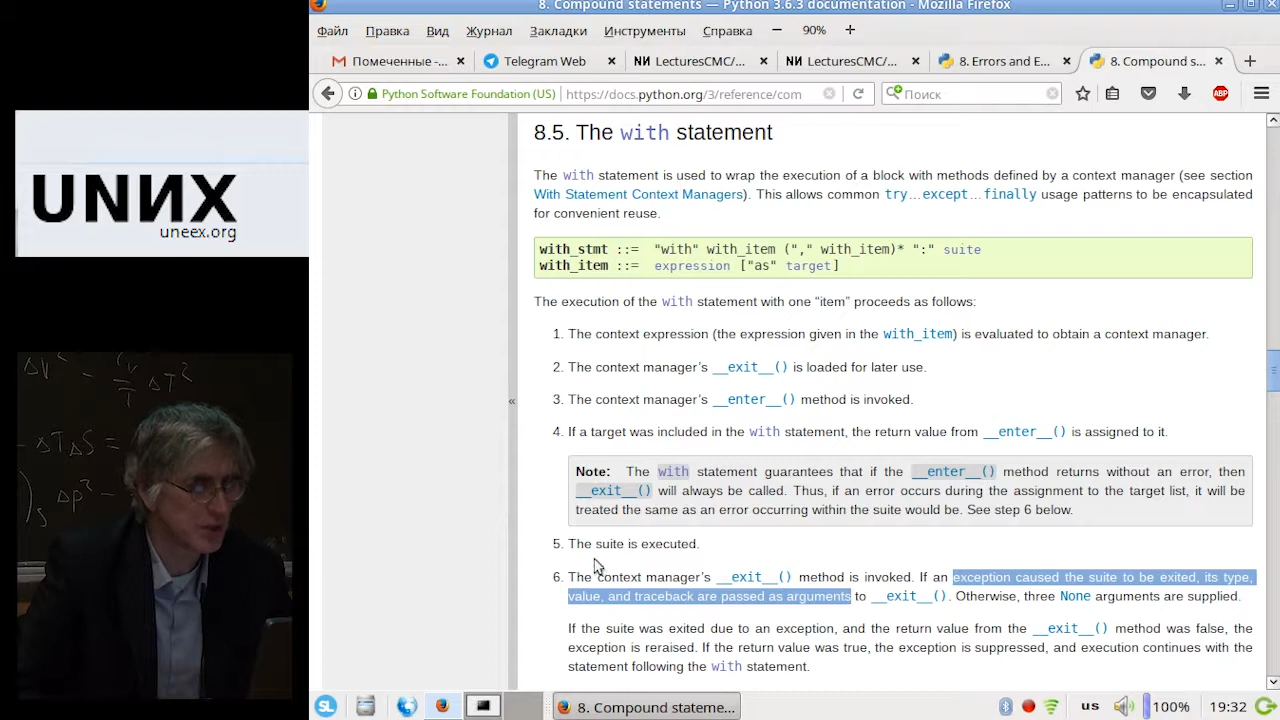 8. Compound statements — Python 3.6.3 documentation - Mozilla Firefox
Файл Правка Вид Журнал Закладки Инструменты Справка − 90% +
Помеченные -... × Telegram Web × LecturesCMC/... × LecturesCMC/... × 8. Errors and E... × 8. Compound s... × +
Python Software Foundation (US) https://docs.python.org/3/reference/com Поиск ABP
UNИX
uneex.org
8.5. The with statement
The with statement is used to wrap the execution of a block with methods defined by a context manager (see section
With Statement Context Managers). This allows common try…except…finally usage patterns to be encapsulated
for convenient reuse.
with_stmt ::= "with" with_item ("," with_item)* ":" suite
with_item ::= expression ["as" target]
The execution of the with statement with one “item” proceeds as follows:
1. The context expression (the expression given in the with_item) is evaluated to obtain a context manager.
2. The context manager’s __exit__() is loaded for later use.
3. The context manager’s __enter__() method is invoked.
4. If a target was included in the with statement, the return value from __enter__() is assigned to it.
Note: The with statement guarantees that if the __enter__() method returns without an error, then
__exit__() will always be called. Thus, if an error occurs during the assignment to the target list, it will be
treated the same as an error occurring within the suite would be. See step 6 below.
5. The suite is executed.
6. The context manager’s __exit__() method is invoked. If an exception caused the suite to be exited, its type,
value, and traceback are passed as arguments to __exit__(). Otherwise, three None arguments are supplied.
If the suite was exited due to an exception, and the return value from the __exit__() method was false, the
exception is reraised. If the return value was true, the exception is suppressed, and execution continues with the
statement following the with statement.
«
- ΔTΔS =
8. Compound stateme... us 100% 19:32